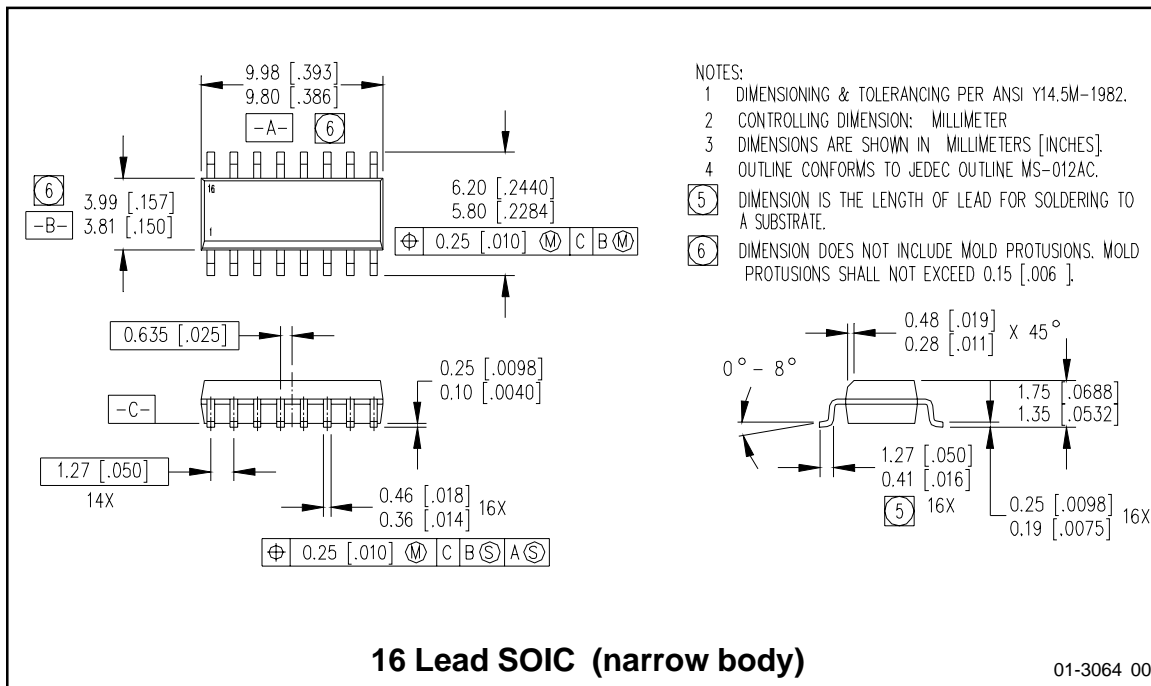 9.98 [.393]
9.80 [.386]
-A- 6
16
1
6
3.99 [.157]
-B- 3.81 [.150]
6.20 [.2440]
5.80 [.2284]
⌖ 0.25 [.010] Ⓜ C B Ⓜ
0.635 [.025]
0.25 [.0098]
0.10 [.0040]
-C-
1.27 [.050]
14X
0.46 [.018]
0.36 [.014] 16X
⌖ 0.25 [.010] Ⓜ C B Ⓢ A Ⓢ
NOTES:
1 DIMENSIONING & TOLERANCING PER ANSI Y14.5M-1982.
2 CONTROLLING DIMENSION: MILLIMETER
3 DIMENSIONS ARE SHOWN IN MILLIMETERS [INCHES].
4 OUTLINE CONFORMS TO JEDEC OUTLINE MS-012AC.
5 DIMENSION IS THE LENGTH OF LEAD FOR SOLDERING TO
A SUBSTRATE.
6 DIMENSION DOES NOT INCLUDE MOLD PROTUSIONS. MOLD
PROTUSIONS SHALL NOT EXCEED 0.15 [.006 ].
0.48 [.019]
0.28 [.011] X 45°
0° - 8°
1.75 [.0688]
1.35 [.0532]
1.27 [.050]
0.41 [.016]
5 16X
0.25 [.0098]
0.19 [.0075] 16X
16 Lead SOIC (narrow body)
01-3064 00